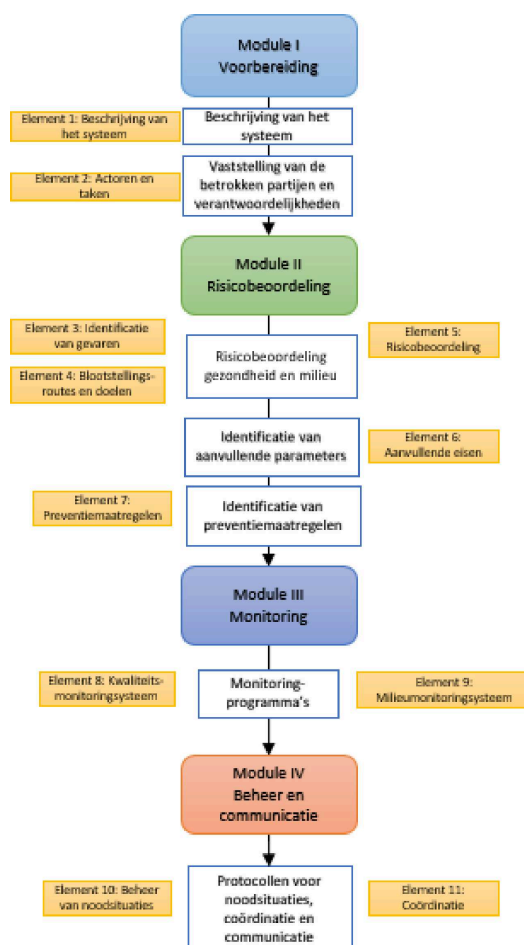 Module I
Voorbereiding
Element 1: Beschrijving van
het systeem
Beschrijving van het
systeem
Element 2: Actoren en
taken
Vaststelling van de
betrokken partijen en
verantwoordelijkheden
Module II
Risicobeoordeling
Element 3: Identificatie
van gevaren
Element 4: Blootstellings-
routes en doelen
Risicobeoordeling
gezondheid en milieu
Element 5:
Risicobeoordeling
Identificatie van
aanvullende parameters
Element 6:
Aanvullende eisen
Element 7:
Preventiemaatregelen
Identificatie van
preventiemaatregelen
Module III
Monitoring
Element 8: Kwaliteits-
monitoringsysteem
Monitoring-
programma's
Element 9:
Milieumonitoringsysteem
Module IV
Beheer en
communicatie
Element 10: Beheer
van noodsituaties
Protocollen voor
noodsituaties,
coördinatie en
communicatie
Element 11:
Coördinatie